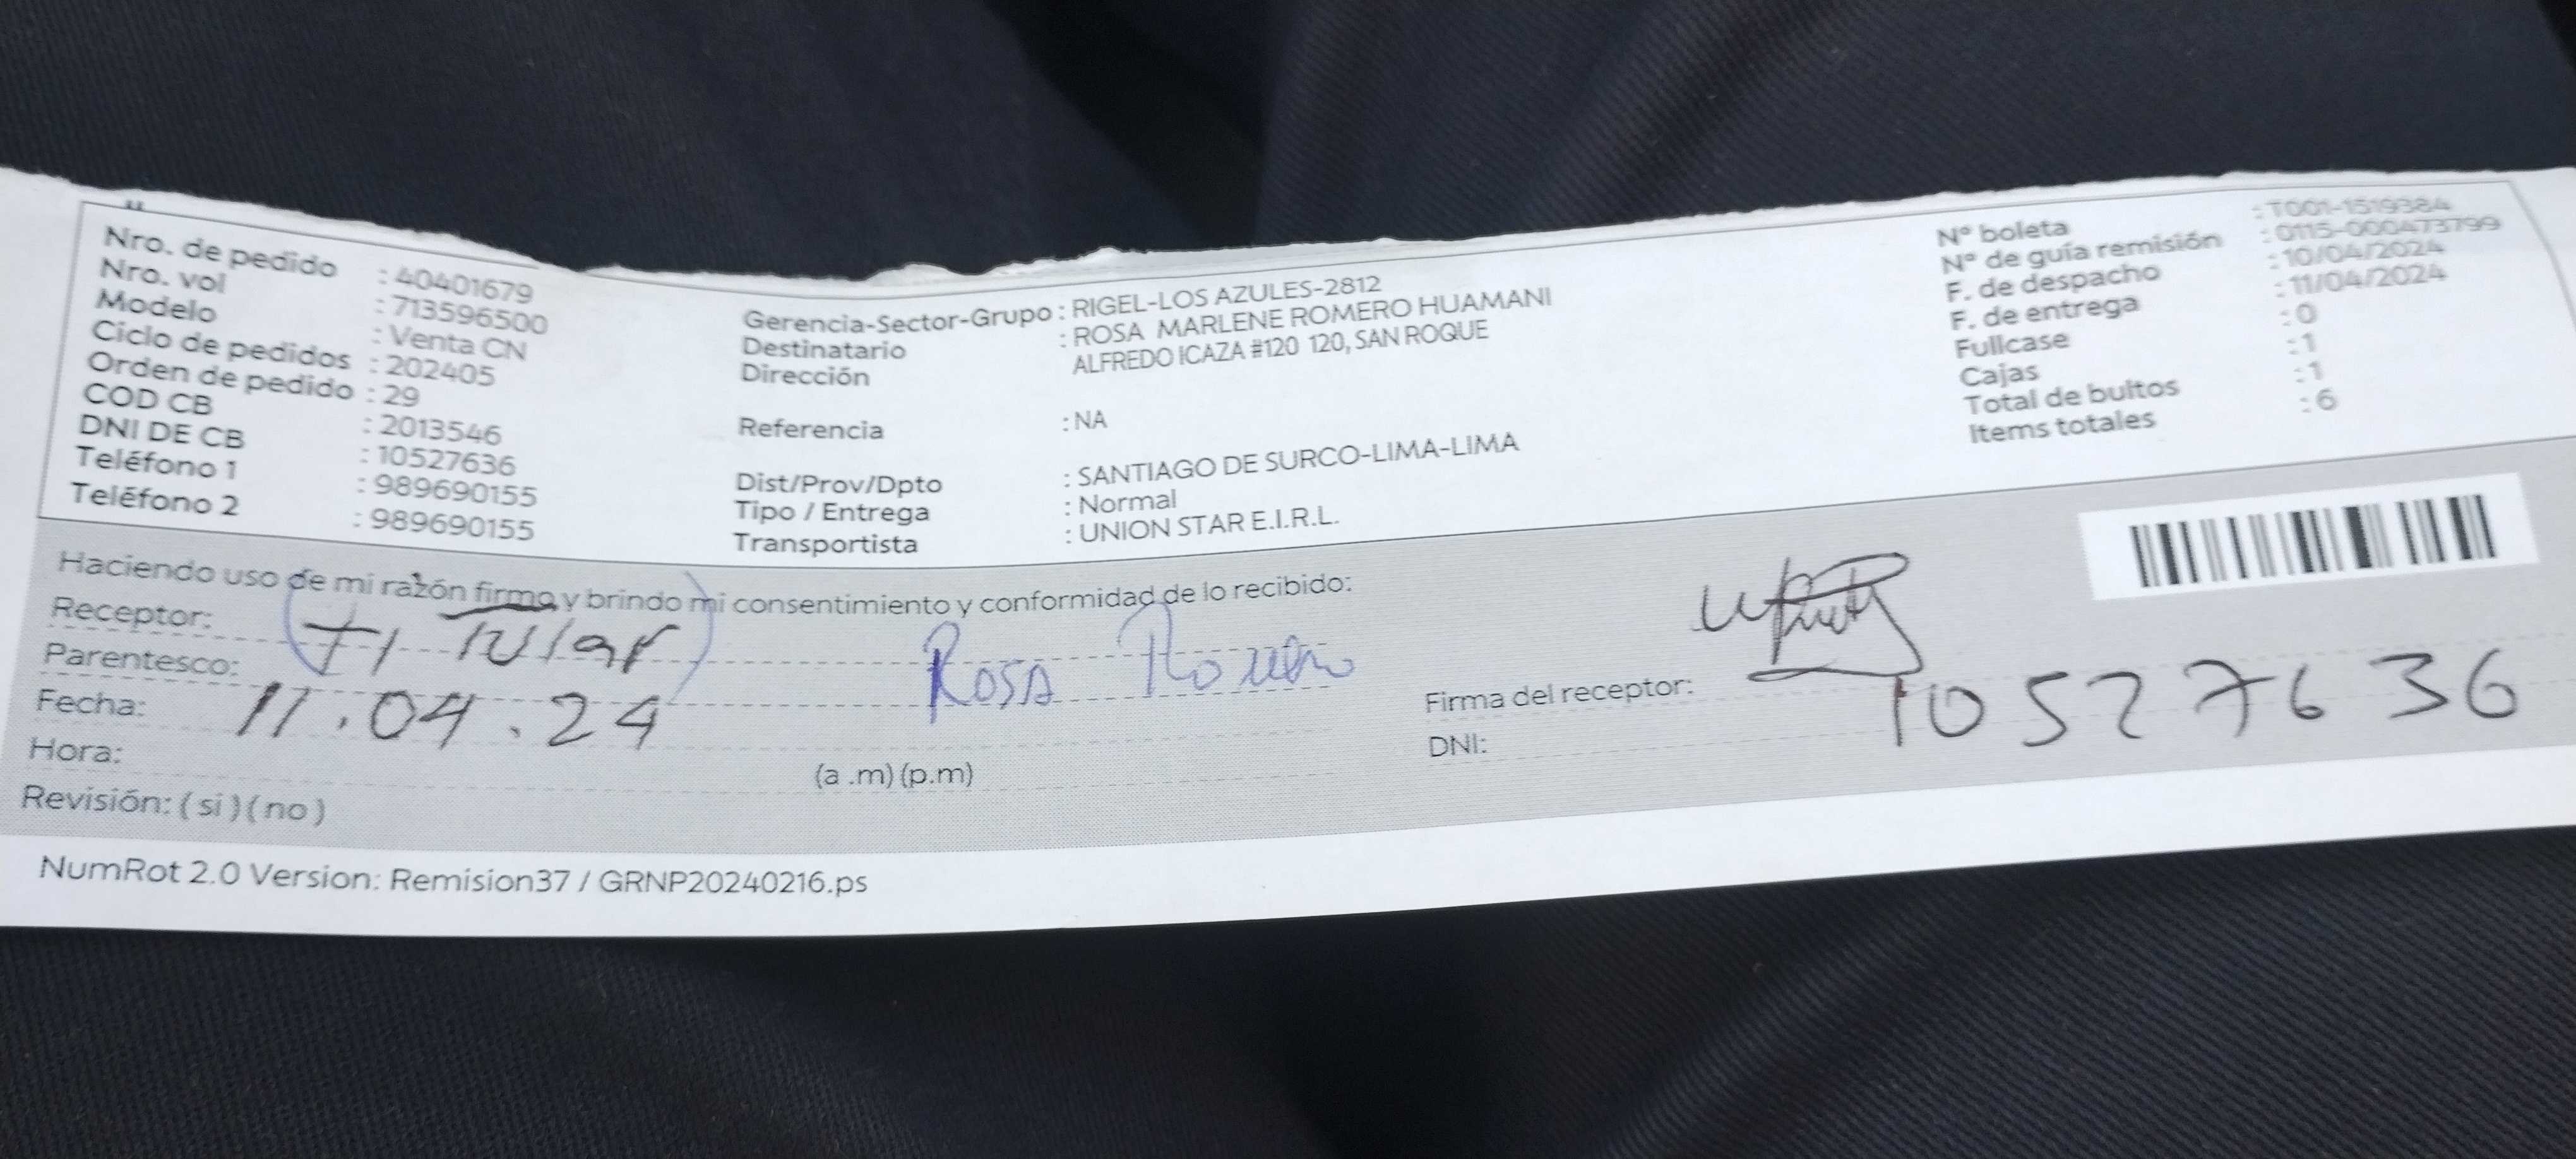 Nro. de pedido : 40401679
Nro. vol : 713596500
Modelo : Venta CN
Ciclo de pedidos : 202405
Orden de pedido : 29
COD CB : 2013546
DNI DE CB : 10527636
Teléfono 1 : 989690155
Teléfono 2 : 989690155
Gerencia-Sector-Grupo : RIGEL-LOS AZULES-2812
Destinatario : ROSA MARLENE ROMERO HUAMANI
Dirección ALFREDO ICAZA #120 120, SAN ROQUE
Referencia : NA
Dist/Prov/Dpto : SANTIAGO DE SURCO-LIMA-LIMA
Tipo / Entrega : Normal
Transportista : UNION STAR E.I.R.L.
N° boleta : T001-1519384
N° de guía remisión : 0115-000473799
F. de despacho : 10/04/2024
F. de entrega : 11/04/2024
Fullcase : 0
Cajas : 1
Total de bultos : 1
Items totales : 6
Haciendo uso de mi razón firmo y brindo mi consentimiento y conformidad de lo recibido:
Receptor: Titular Rosa Romero
Parentesco:
Fecha: 11.04.24
Hora: (a .m) (p.m)
Revisión: ( si ) ( no )
Firma del receptor:
DNI: 10527636
NumRot 2.0 Version: Remision37 / GRNP20240216.ps